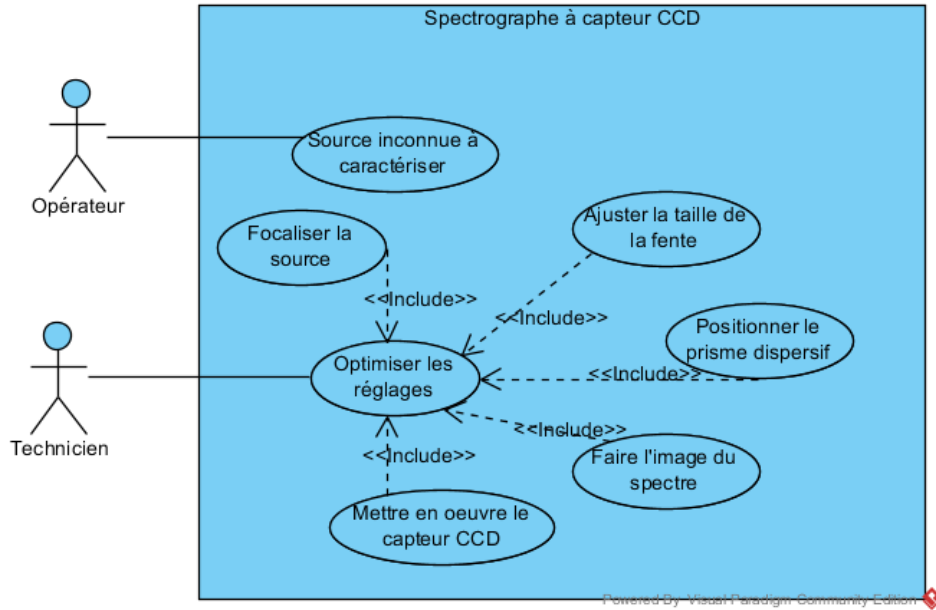 Spectrographe à capteur CCD
Source inconnue à
caractériser
Opérateur
Ajuster la taille de
la fente
Focaliser la
source
<<Include>>
<<Include>>
Positionner le
prisme dispersif
Optimiser les
réglages
<<Include>>
Technicien
<<Include>>
<<Include>>
Faire l'image du
spectre
Mettre en oeuvre le
capteur CCD
Powered By Visual Paradigm Community Edition